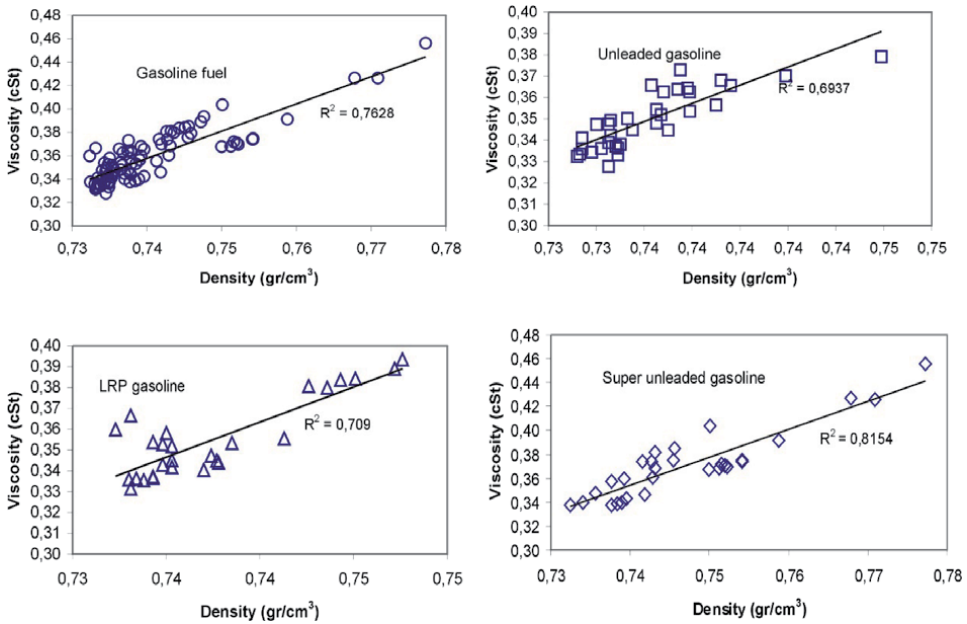 0,48
0,46
0,44
0,42
0,40
0,38
0,36
0,34
0,32
0,30
Viscosity (cSt)
Gasoline fuel
R² = 0,7628
0,73 0,74 0,75 0,76 0,77 0,78
Density (gr/cm³)
0,40
0,39
0,38
0,37
0,36
0,35
0,34
0,33
0,32
0,31
0,30
Viscosity (cSt)
Unleaded gasoline
R² = 0,6937
0,73 0,73 0,74 0,74 0,74 0,74 0,74 0,75 0,75
Density (gr/cm³)
0,40
0,39
0,38
0,37
0,36
0,35
0,34
0,33
0,32
0,31
0,30
Viscosity (cSt)
LRP gasoline
R² = 0,709
0,73 0,74 0,74 0,75 0,75
Density (gr/cm³)
0,48
0,46
0,44
0,42
0,40
0,38
0,36
0,34
0,32
0,30
Viscosity (cSt)
Super unleaded gasoline
R² = 0,8154
0,73 0,74 0,75 0,76 0,77 0,78
Density (gr/cm³)